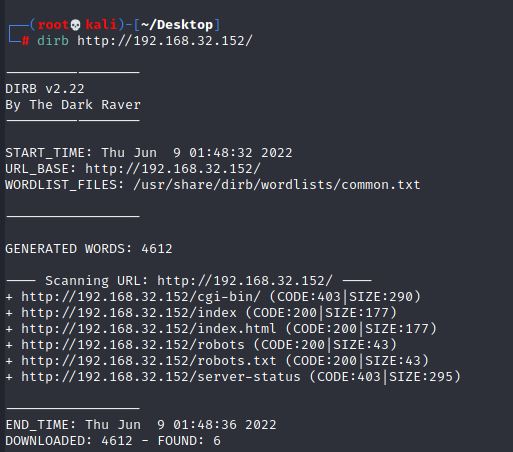 ┌──(root💀kali)-[~/Desktop]
└─# dirb http://192.168.32.152/
-----------------
DIRB v2.22
By The Dark Raver
-----------------
START_TIME: Thu Jun  9 01:48:32 2022
URL_BASE: http://192.168.32.152/
WORDLIST_FILES: /usr/share/dirb/wordlists/common.txt
-----------------
GENERATED WORDS: 4612
---- Scanning URL: http://192.168.32.152/ ----
+ http://192.168.32.152/cgi-bin/ (CODE:403|SIZE:290)
+ http://192.168.32.152/index (CODE:200|SIZE:177)
+ http://192.168.32.152/index.html (CODE:200|SIZE:177)
+ http://192.168.32.152/robots (CODE:200|SIZE:43)
+ http://192.168.32.152/robots.txt (CODE:200|SIZE:43)
+ http://192.168.32.152/server-status (CODE:403|SIZE:295)
-----------------
END_TIME: Thu Jun  9 01:48:36 2022
DOWNLOADED: 4612 - FOUND: 6